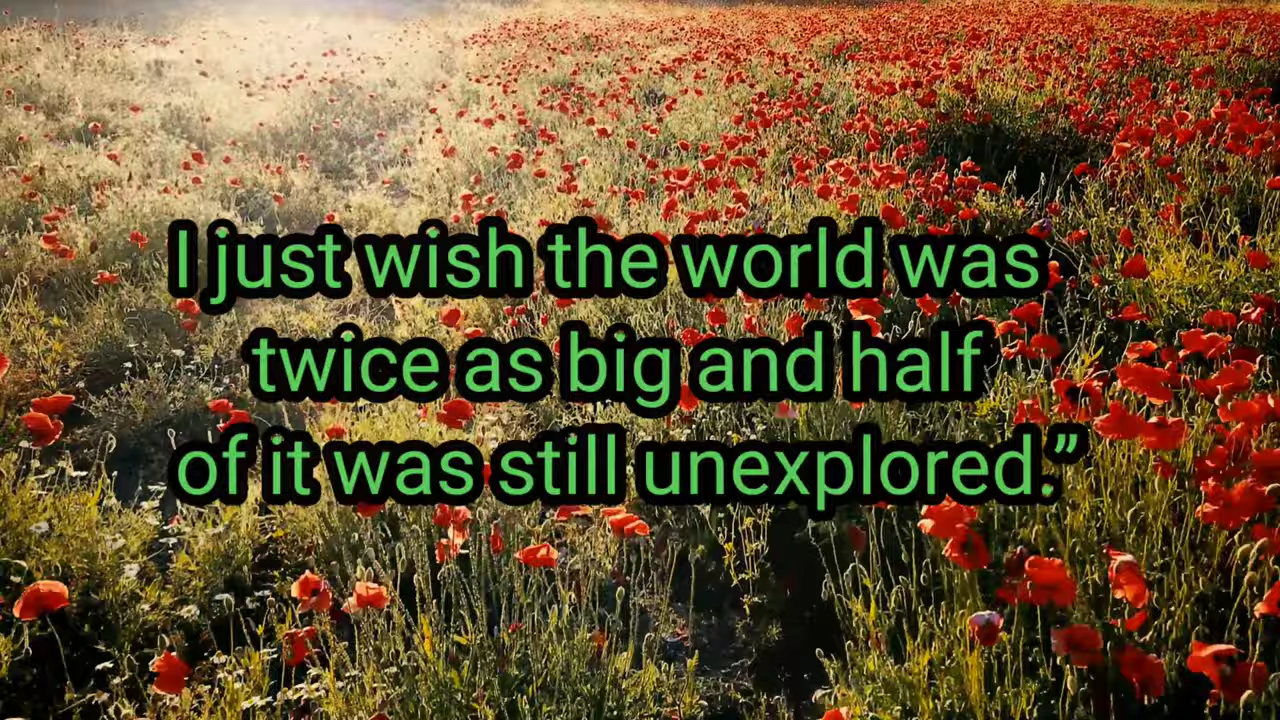 I just wish the world was
twice as big and half
of it was still unexplored.”